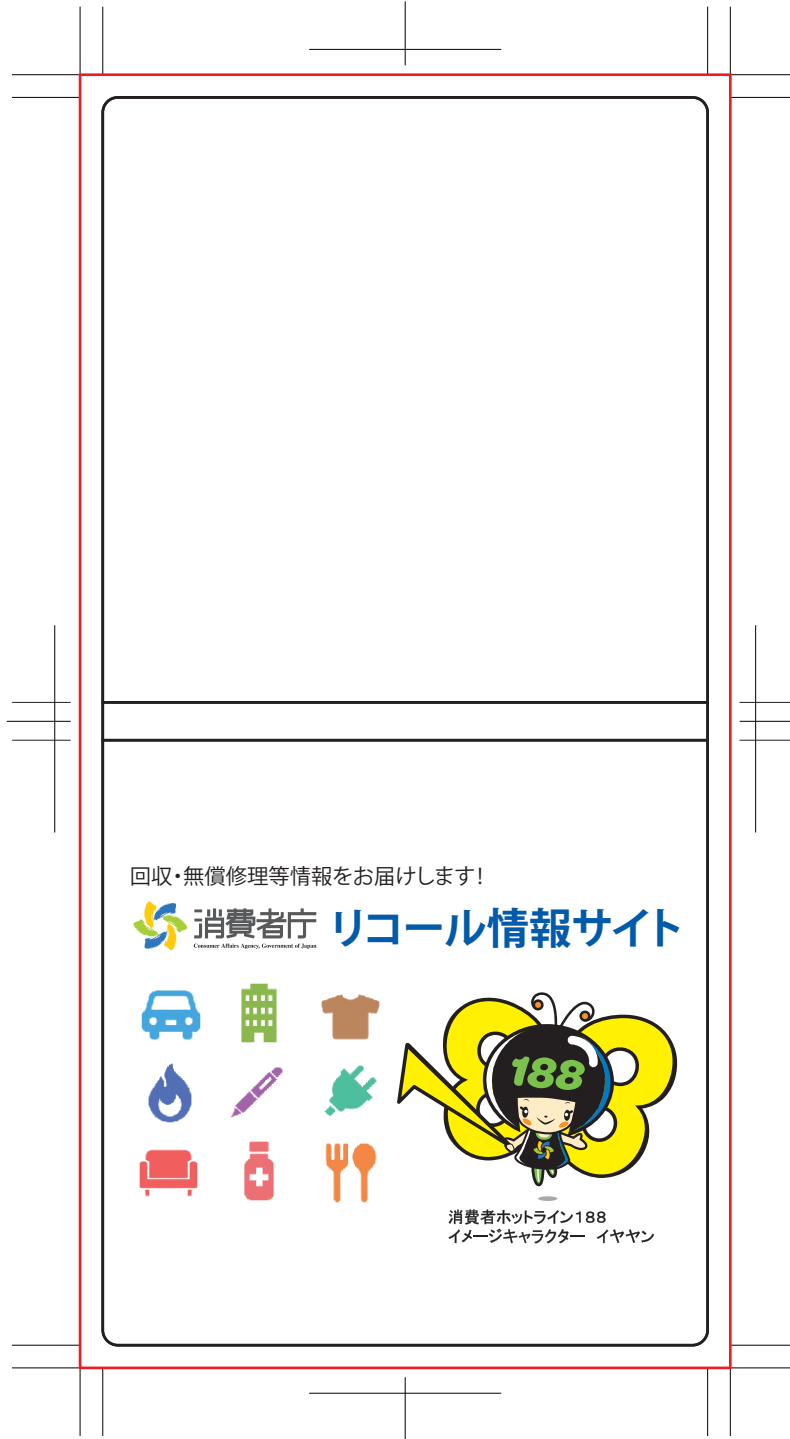 回収・無償修理等情報をお届けします！
消費者庁 リコール情報サイト
Consumer Affairs Agency, Government of Japan
188
消費者ホットライン１８８
イメージキャラクター　イヤヤン